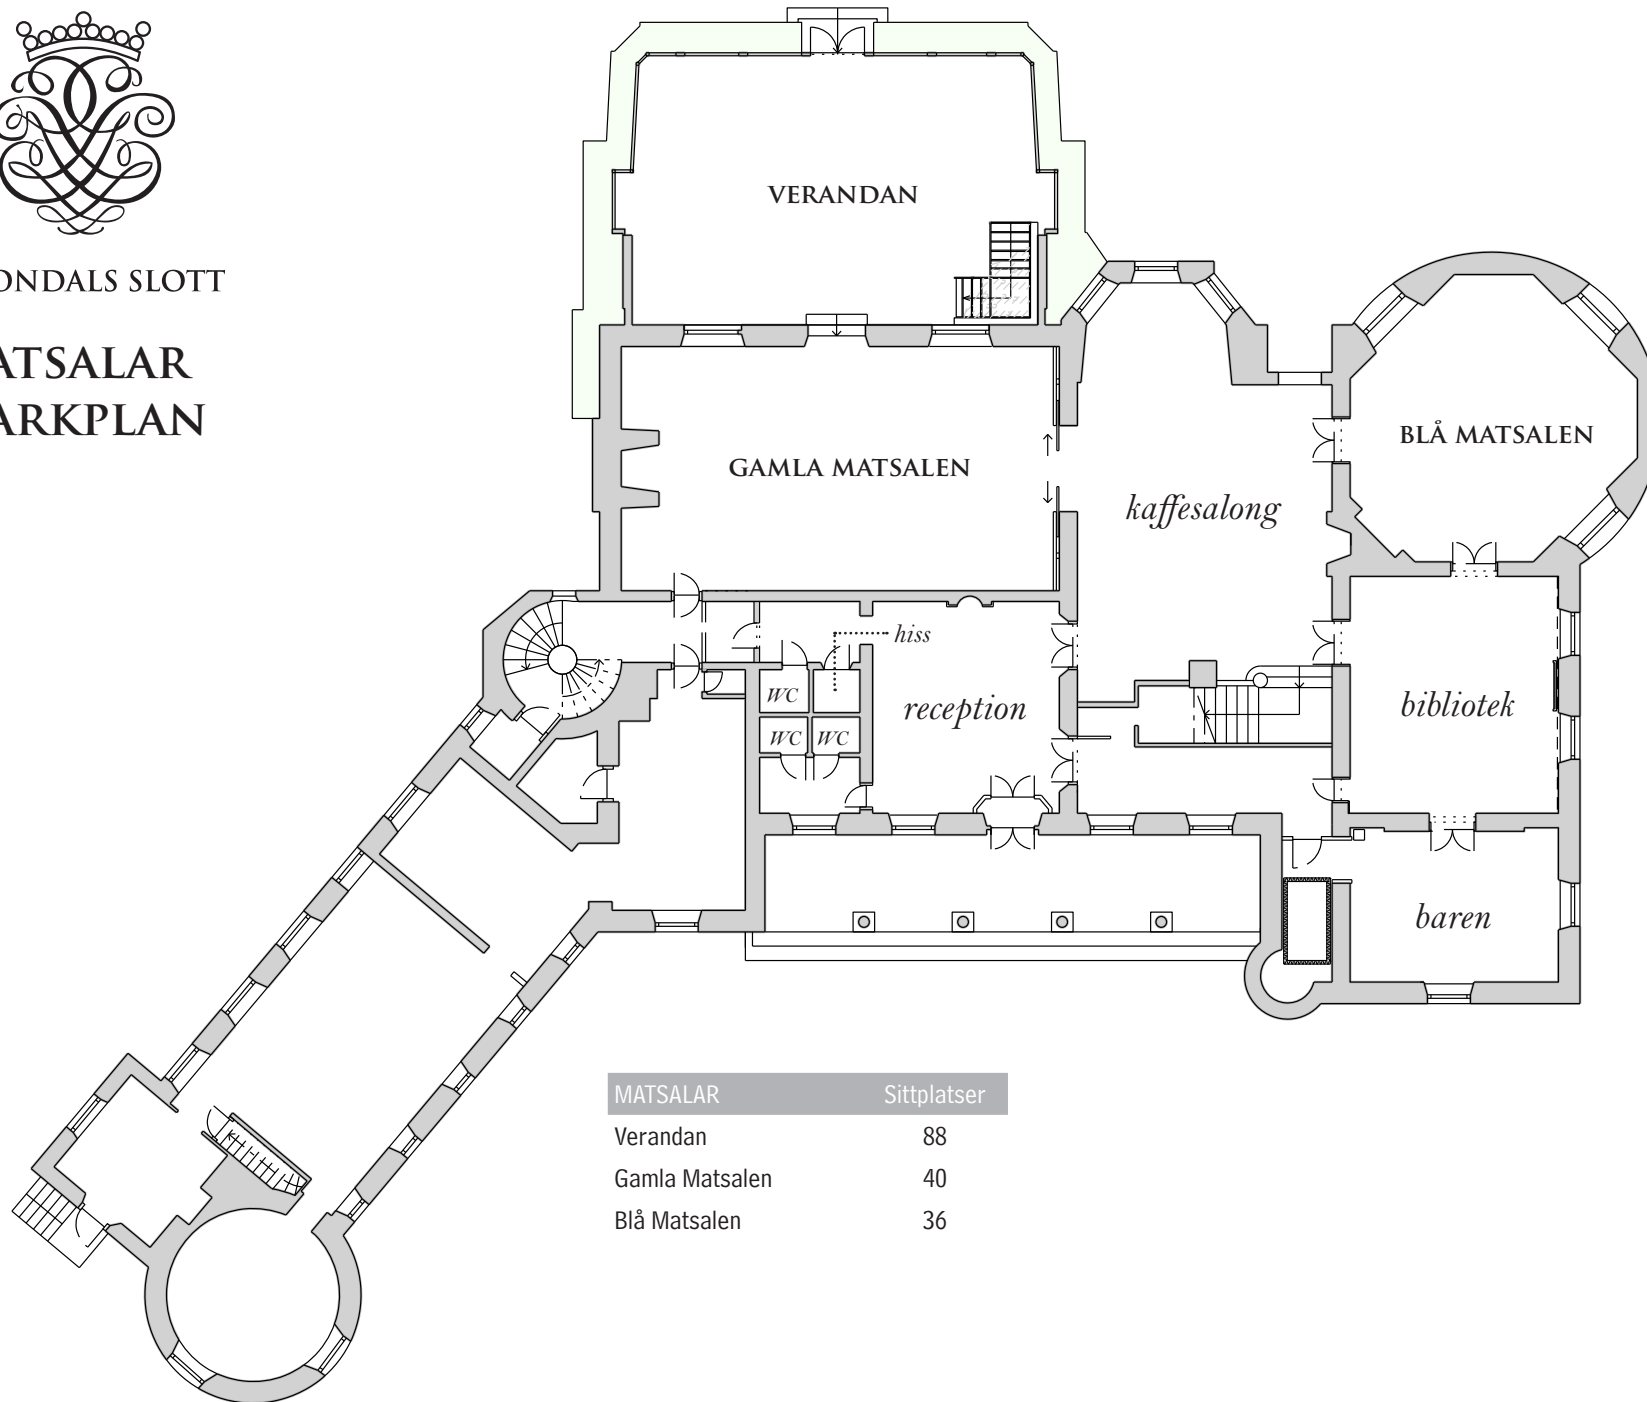 ONDALS SLOTT
ATSALAR
ARKPLAN
VERANDAN
GAMLA MATSALEN
BLÅ MATSALEN
kaffesalong
hiss
reception
WC
WC
WC
bibliotek
baren
MATSALAR Sittplatser
Verandan 88
Gamla Matsalen 40
Blå Matsalen 36